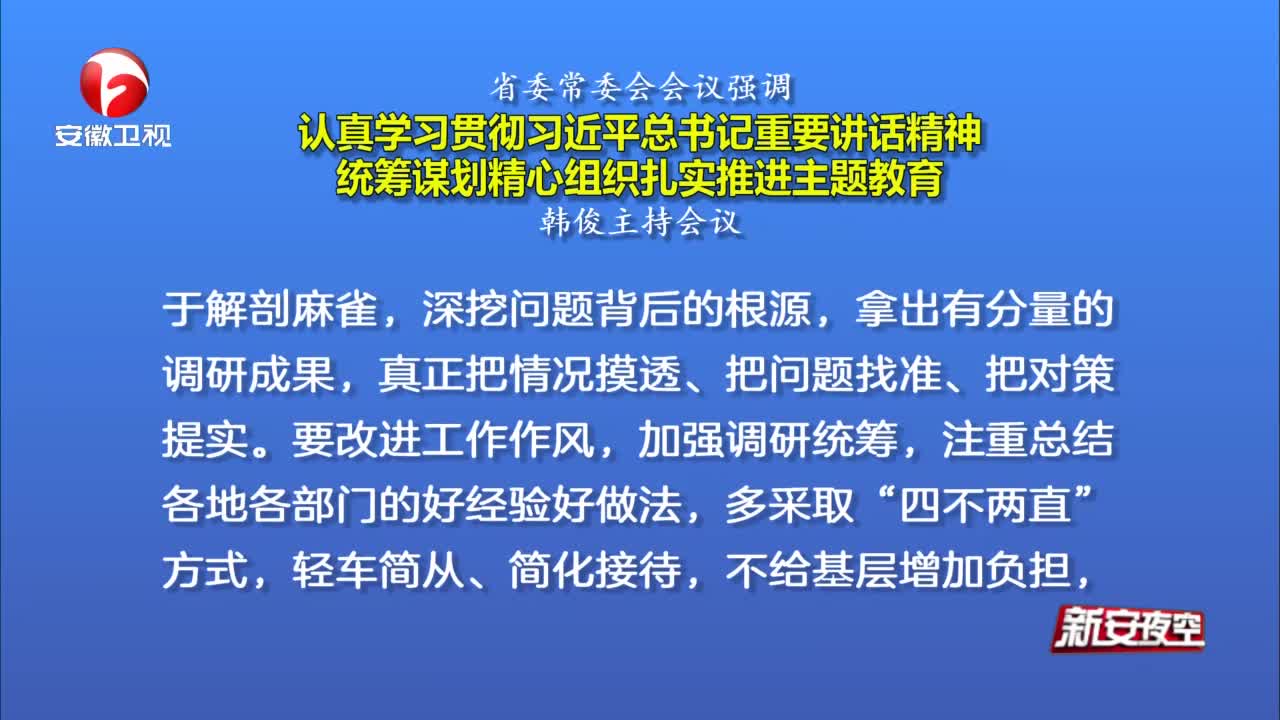 安徽卫视
省委常委会会议强调
认真学习贯彻习近平总书记重要讲话精神
统筹谋划精心组织扎实推进主题教育
韩俊主持会议
于解剖麻雀，深挖问题背后的根源，拿出有分量的
调研成果，真正把情况摸透、把问题找准、把对策
提实。要改进工作作风，加强调研统筹，注重总结
各地各部门的好经验好做法，多采取“四不两直”
方式，轻车简从、简化接待，不给基层增加负担，
新安夜空